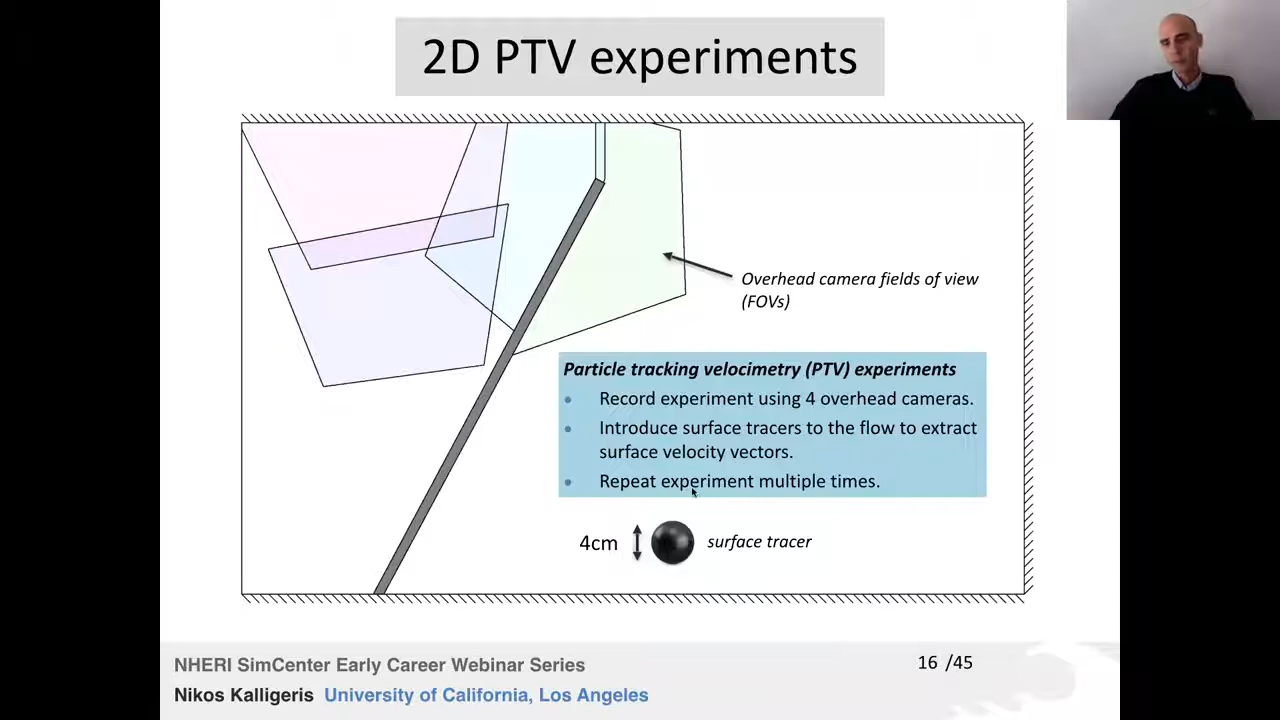 2D PTV experiments
Overhead camera fields of view
(FOVs)
Particle tracking velocimetry (PTV) experiments
Record experiment using 4 overhead cameras.
Introduce surface tracers to the flow to extract
surface velocity vectors.
Repeat experiment multiple times.
4cm
surface tracer
NHERI SimCenter Early Career Webinar Series
16 /45
Nikos Kalligeris University of California, Los Angeles